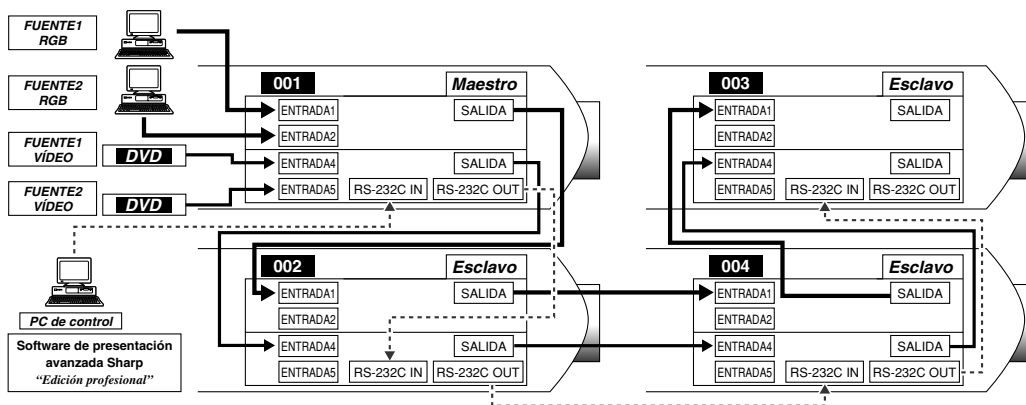 FUENTE1
RGB
FUENTE2
RGB
FUENTE1
VÍDEO
DVD
FUENTE2
VÍDEO
DVD
PC de control
Software de presentación
avanzada Sharp
“Edición profesional”
001
Maestro
ENTRADA1
SALIDA
ENTRADA2
ENTRADA4
SALIDA
ENTRADA5
RS-232C IN
RS-232C OUT
003
Esclavo
ENTRADA1
SALIDA
ENTRADA2
ENTRADA4
SALIDA
ENTRADA5
RS-232C IN
RS-232C OUT
002
Esclavo
ENTRADA1
SALIDA
ENTRADA2
ENTRADA4
SALIDA
ENTRADA5
RS-232C IN
RS-232C OUT
004
Esclavo
ENTRADA1
SALIDA
ENTRADA2
ENTRADA4
SALIDA
ENTRADA5
RS-232C IN
RS-232C OUT